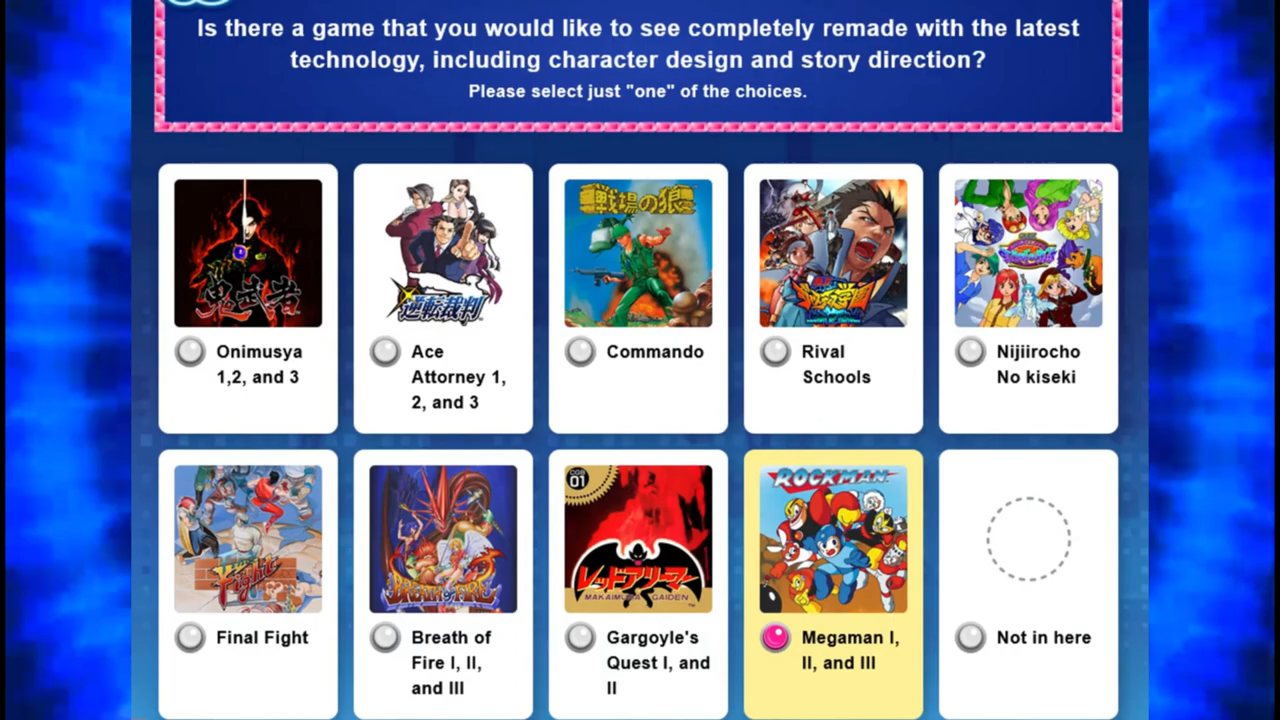 Is there a game that you would like to see completely remade with the latest
technology, including character design and story direction?
Please select just "one" of the choices.
鬼武者
Onimusya
1,2, and 3
逆転裁判
Ace
Attorney 1,
2, and 3
戦場の狼
Commando
Rival
Schools
Nijiirocho
No kiseki
Fight
Final Fight
BREATH OF FIRE
Breath of
Fire I, II,
and III
CGB
01
レッドアリーマー
MAKAIMURA GAIDEN
™
Gargoyle's
Quest I, and
II
ROCKMAN
Megaman I,
II, and III
Not in here